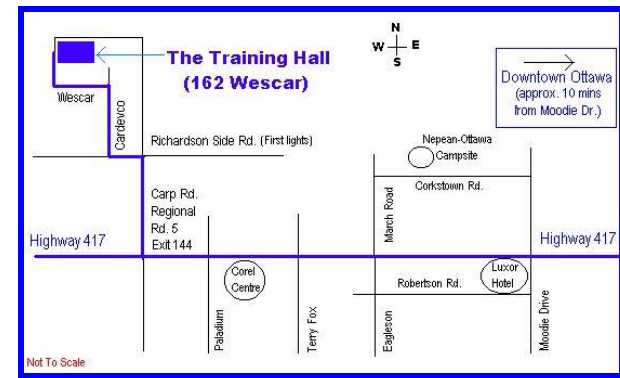 N
W E
S
The Training Hall
(162 Wescar)
Downtown Ottawa
(approx. 10 mins
from Moodie Dr.)
Wescar
Cardevco
Richardson Side Rd. (First lights)
Nepean-Ottawa
Campsite
Carp Rd.
Regional
Rd. 5
Exit 144
March Road
Corkstown Rd.
Highway 417
Highway 417
Corel
Centre
Luxor
Hotel
Robertson Rd.
Paladium
Terry Fox
Eagleson
Moodie Drive
Not To Scale